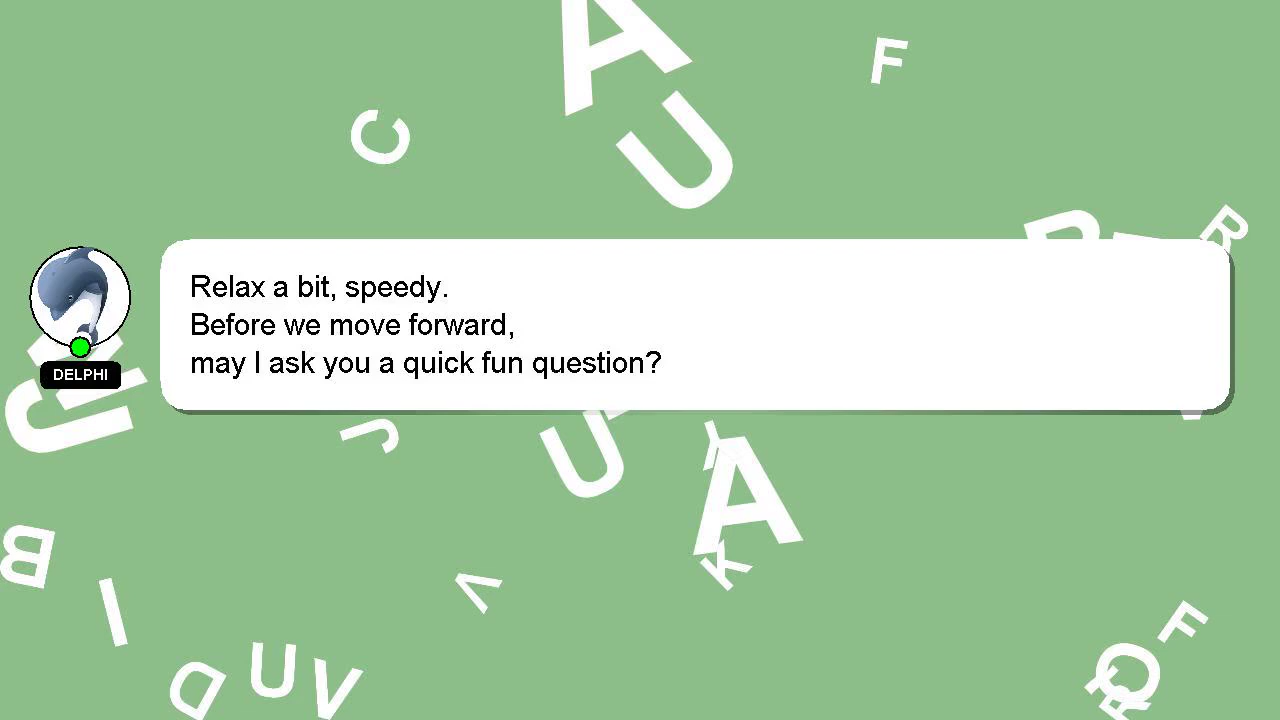 Relax a bit, speedy.
Before we move forward,
may I ask you a quick fun question?
DELPHI
A
F
C
U
R
U
J
U
A
K
B
I
V
D
U
V
F
Q
R